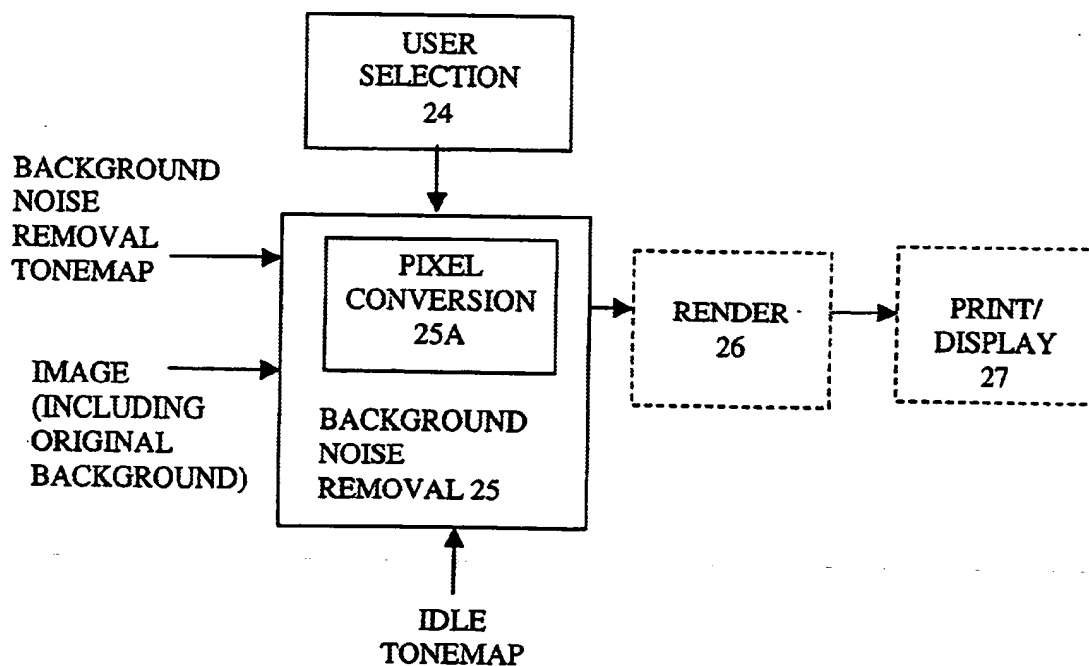 USER
SELECTION
24
BACKGROUND
NOISE
REMOVAL
TONEMAP
IMAGE
(INCLUDING
ORIGINAL
BACKGROUND)
PIXEL
CONVERSION
25A
BACKGROUND
NOISE
REMOVAL 25
RENDER
26
PRINT/
DISPLAY
27
IDLE
TONEMAP